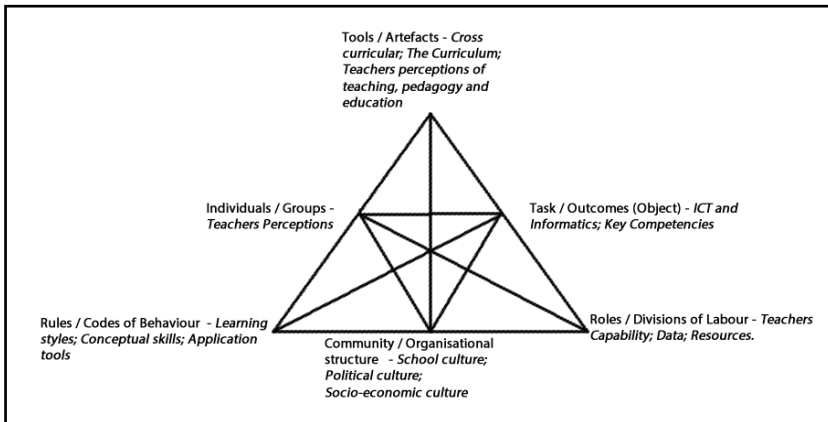 Tools / Artefacts - Cross
curricular; The Curriculum;
Teachers perceptions of
teaching, pedagogy and
education
Individuals / Groups -
Teachers Perceptions
Task / Outcomes (Object) - ICT and
Informatics; Key Competencies
Rules / Codes of Behaviour - Learning
styles; Conceptual skills; Application
tools
Community / Organisational
structure - School culture;
Political culture;
Socio-economic culture
Roles / Divisions of Labour - Teachers
Capability; Data; Resources.